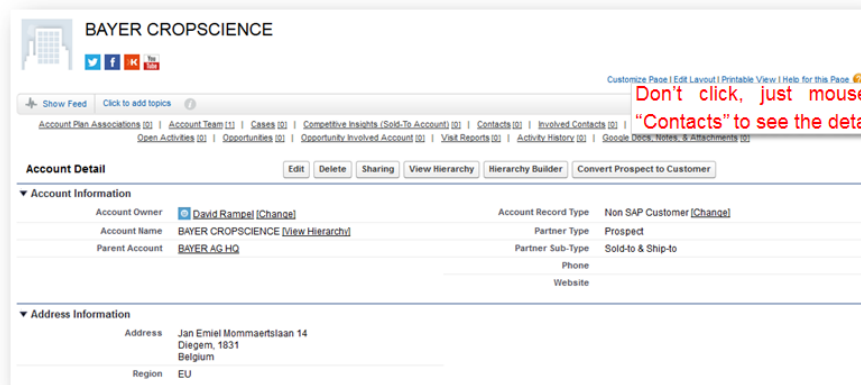 BAYER CROPSCIENCE
You Tube
Customize Page | Edit Layout | Printable View | Help for this Page
Don't click, just mouse
"Contacts" to see the deta
Show Feed Click to add topics
Account Plan Associations [0] | Account Team [1] | Cases [0] | Competitive Insights (Sold-To Account) [0] | Contacts [0] | Involved Contacts [0] |
Open Activities [0] | Opportunities [0] | Opportunity Involved Account [0] | Visit Reports [0] | Activity History [0] | Google Docs, Notes, & Attachments [0]
Account Detail Edit Delete Sharing View Hierarchy Hierarchy Builder Convert Prospect to Customer
Account Information
Account Owner David Rampel [Change] Account Record Type Non SAP Customer [Change]
Account Name BAYER CROPSCIENCE [View Hierarchy] Partner Type Prospect
Parent Account BAYER AG HQ Partner Sub-Type Sold-to & Ship-to
Phone
Website
Address Information
Address Jan Emiel Mommaertslaan 14
Diegem, 1831
Belgium
Region EU